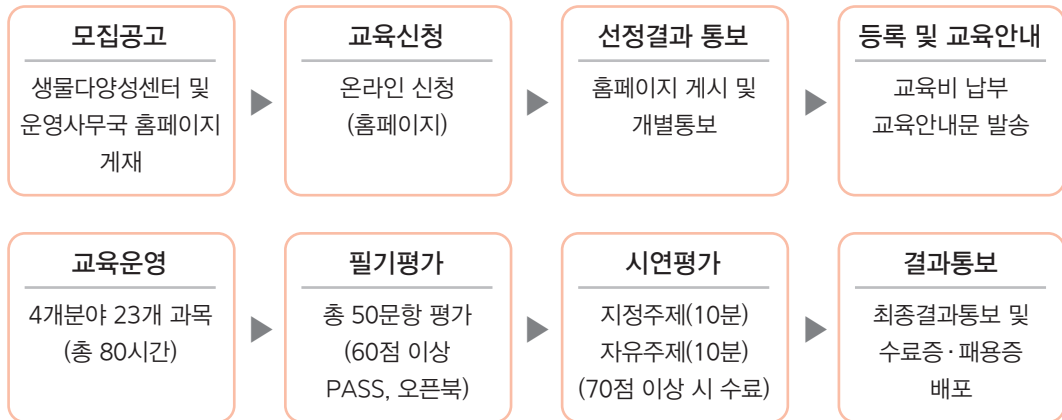 모집공고
생물다양성센터 및
운영사무국 홈페이지
게재
교육신청
온라인 신청
(홈페이지)
선정결과 통보
홈페이지 게시 및
개별통보
등록 및 교육안내
교육비 납부
교육안내문 발송
교육운영
4개분야 23개 과목
(총 80시간)
필기평가
총 50문항 평가
(60점 이상
PASS, 오픈북)
시연평가
지정주제(10분)
자유주제(10분)
(70점 이상 시 수료)
결과통보
최종결과통보 및
수료증·패용증
배포